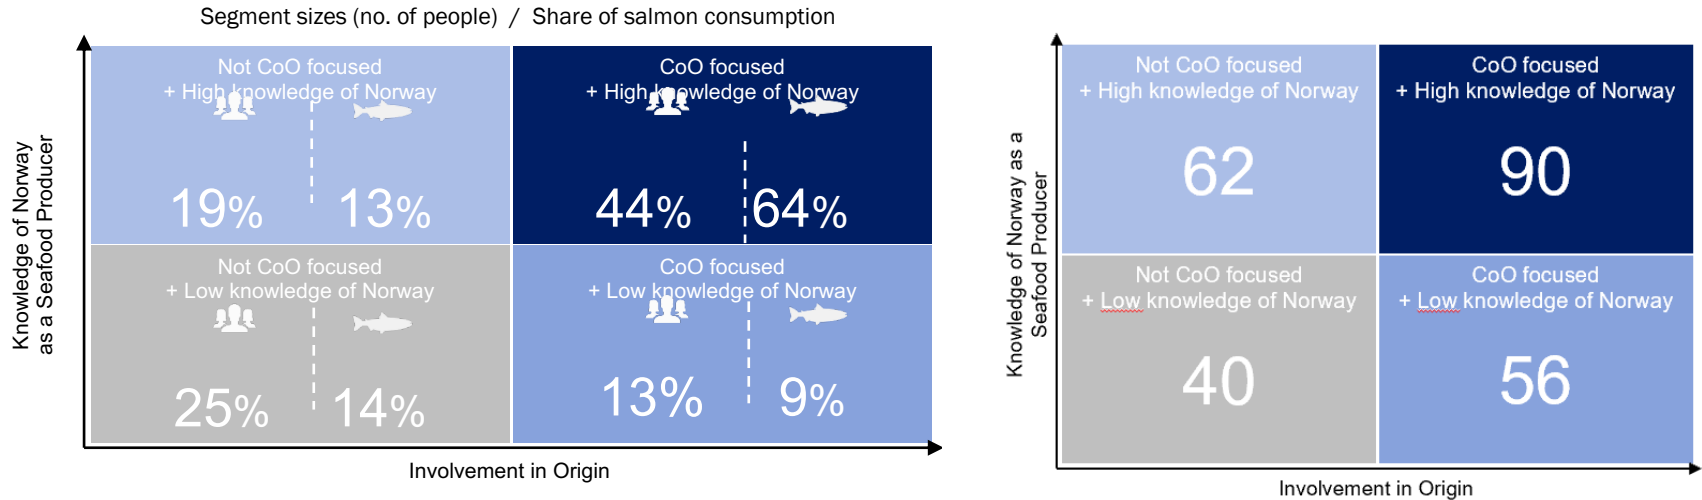 Segment sizes (no. of people) / Share of salmon consumption
Knowledge of Norway
as a Seafood Producer
Not CoO focused
+ High knowledge of Norway
19% 13%
CoO focused
+ High knowledge of Norway
44% 64%
Not CoO focused
+ Low knowledge of Norway
25% 14%
CoO focused
+ Low knowledge of Norway
13% 9%
Involvement in Origin
Knowledge of Norway as a
Seafood Producer
Not CoO focused
+ High knowledge of Norway
62
CoO focused
+ High knowledge of Norway
90
Not CoO focused
+ Low knowledge of Norway
40
CoO focused
+ Low knowledge of Norway
56
Involvement in Origin